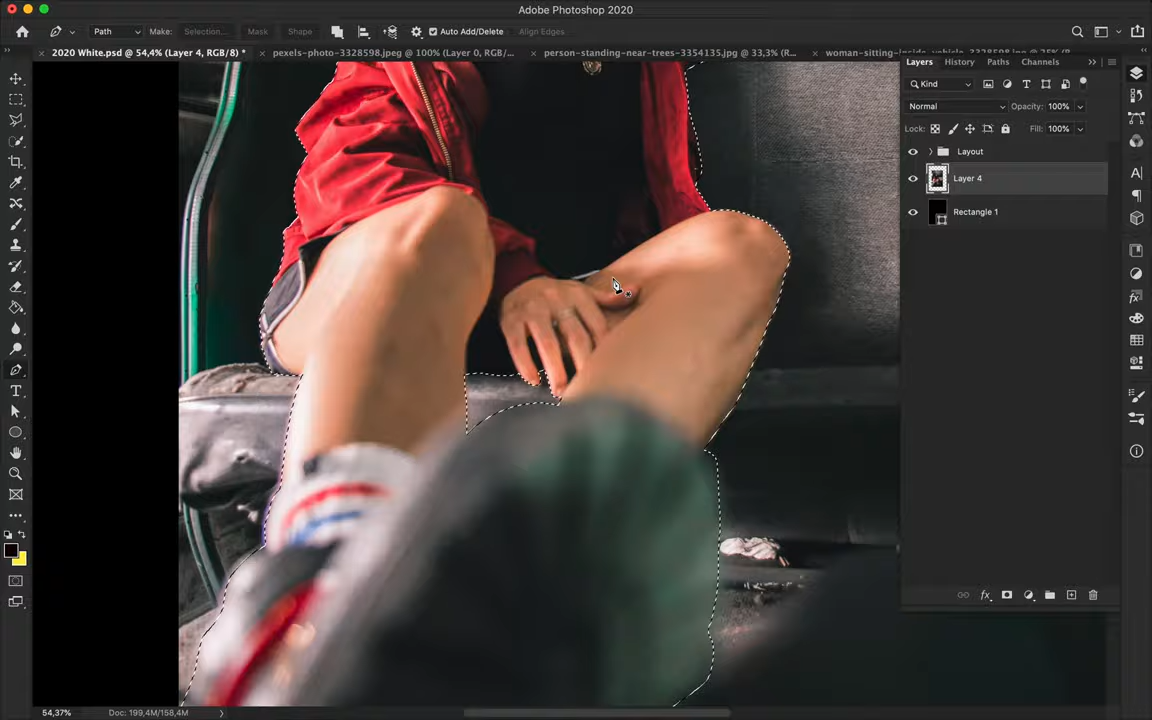 Adobe Photoshop 2020
Path Make: Selection... Mask Shape Auto Add/Delete Align Edges
2020 White.psd @ 54,4% (Layer 4, RGB/8) * pexels-photo-3328598.jpeg @ 100% (Layer 0, RGB/... person-standing-near-trees-3354135.jpg @ 33,3% (R...
Layers History Paths Channels
Kind
Normal Opacity: 100%
Lock: Fill: 100%
Layout
Layer 4
Rectangle 1
54,37% Doc: 199,4M/158,4M